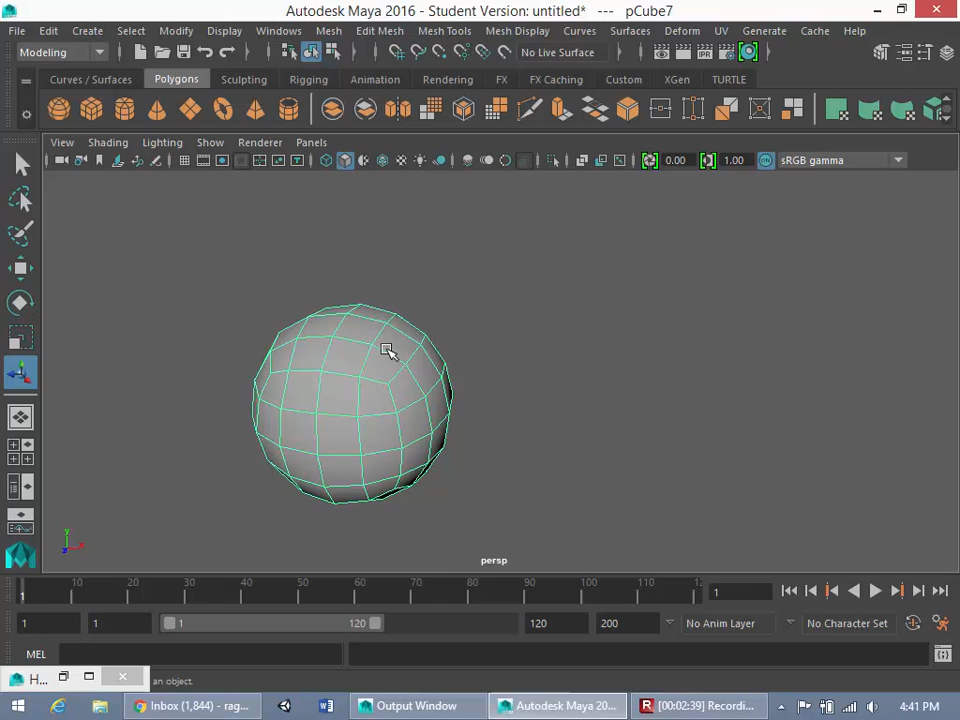 Autodesk Maya 2016 - Student Version: untitled* --- pCube7
File Edit Create Select Modify Display Windows Mesh Edit Mesh Mesh Tools Mesh Display Curves Surfaces Deform UV Generate Cache Help
Modeling No Live Surface
Curves / Surfaces Polygons Sculpting Rigging Animation Rendering FX FX Caching Custom XGen TURTLE
View Shading Lighting Show Renderer Panels
0.00 1.00 ON sRGB gamma
y
z x
persp
1 10 20 30 40 50 60 70 80 90 100 110 12 1
1 1 1 120 120 200 No Anim Layer No Character Set
MEL
H... an object.
Inbox (1,844) - rag... Output Window Autodesk Maya 20... [00:02:39] Recordi... 4:41 PM